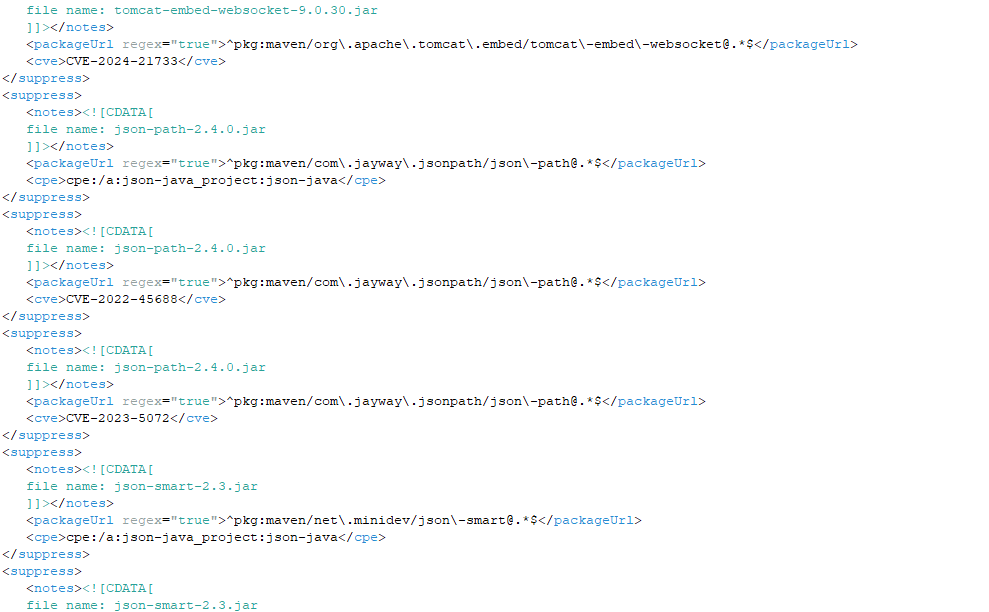 file name: tomcat-embed-websocket-9.0.30.jar
]]></notes>
<packageUrl regex="true">^pkg:maven/org\.apache\.tomcat\.embed/tomcat\-embed\-websocket@.*$</packageUrl>
<cve>CVE-2024-21733</cve>
</suppress>
<suppress>
<notes><![CDATA[
file name: json-path-2.4.0.jar
]]></notes>
<packageUrl regex="true">^pkg:maven/com\.jayway\.jsonpath/json\-path@.*$</packageUrl>
<cpe>cpe:/a:json-java_project:json-java</cpe>
</suppress>
<suppress>
<notes><![CDATA[
file name: json-path-2.4.0.jar
]]></notes>
<packageUrl regex="true">^pkg:maven/com\.jayway\.jsonpath/json\-path@.*$</packageUrl>
<cve>CVE-2022-45688</cve>
</suppress>
<suppress>
<notes><![CDATA[
file name: json-path-2.4.0.jar
]]></notes>
<packageUrl regex="true">^pkg:maven/com\.jayway\.jsonpath/json\-path@.*$</packageUrl>
<cve>CVE-2023-5072</cve>
</suppress>
<suppress>
<notes><![CDATA[
file name: json-smart-2.3.jar
]]></notes>
<packageUrl regex="true">^pkg:maven/net\.minidev/json\-smart@.*$</packageUrl>
<cpe>cpe:/a:json-java_project:json-java</cpe>
</suppress>
<suppress>
<notes><![CDATA[
file name: json-smart-2.3.jar